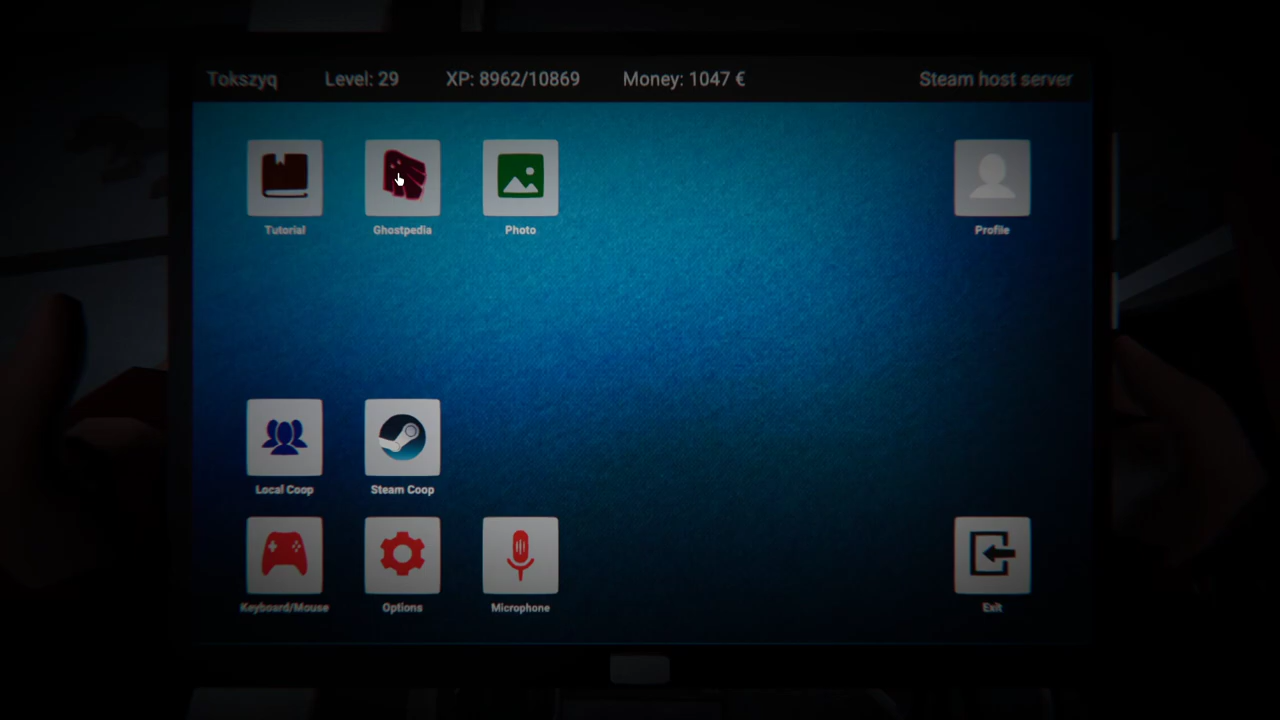 Tokszyq Level: 29 XP: 8962/10869 Money: 1047 € Steam host server
Tutorial Ghostpedia Photo Profile
Local Coop Steam Coop
Keyboard/Mouse Options Microphone Exit